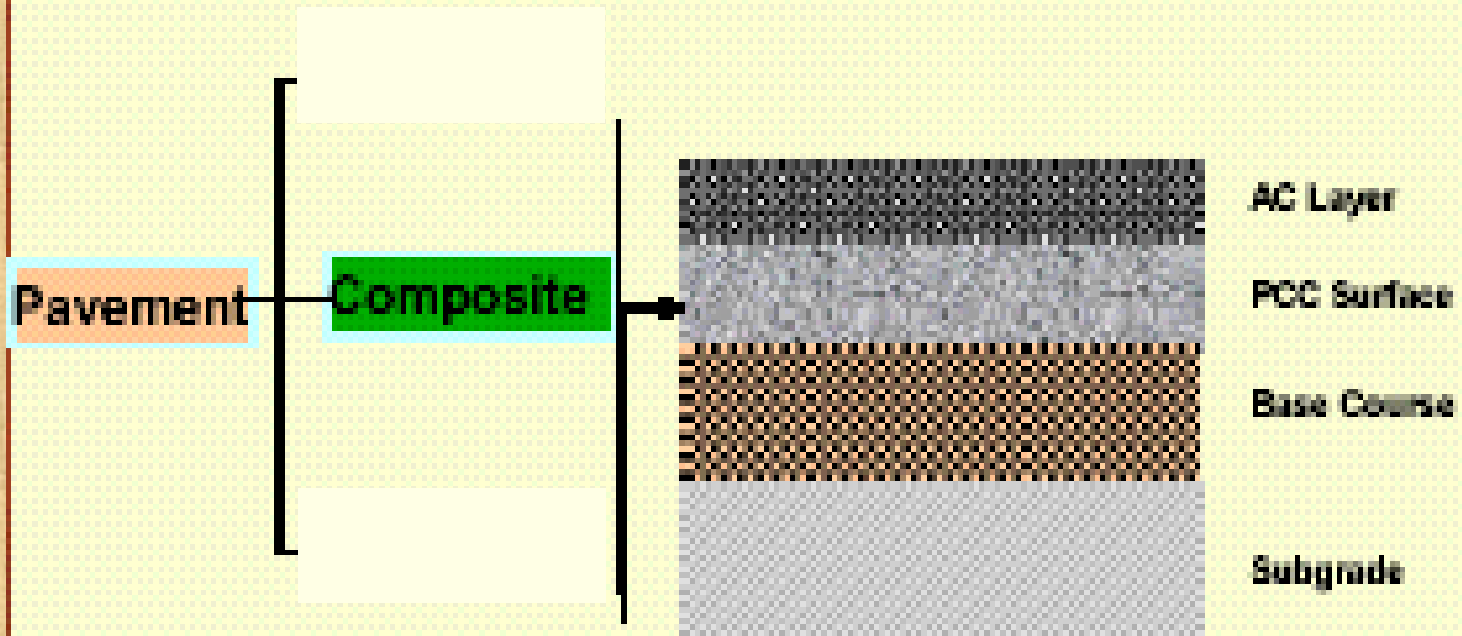 Pavement
Composite
AC Layer
PCC Surface
Base Course
Subgrade